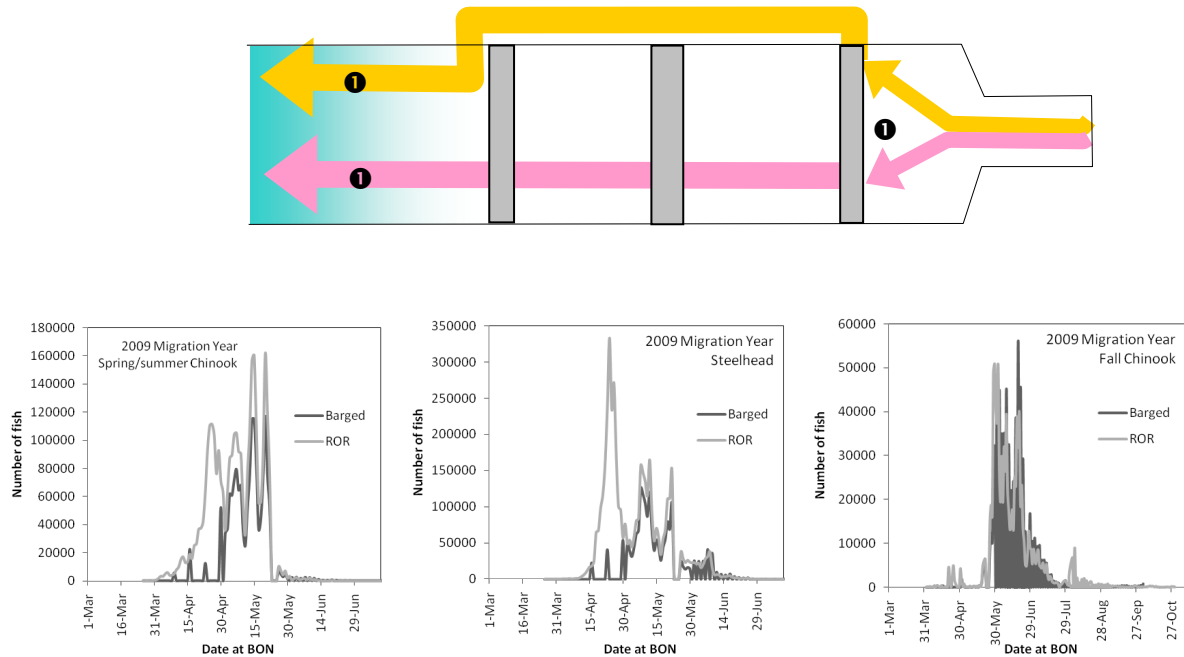 ❶
❶
❶
2009 Migration Year
Spring/summer Chinook
Number of fish
180000
160000
140000
120000
100000
80000
60000
40000
20000
0
Barged
ROR
1-Mar
16-Mar
31-Mar
15-Apr
30-Apr
15-May
30-May
14-Jun
29-Jun
Date at BON
2009 Migration Year
Steelhead
Number of fish
350000
300000
250000
200000
150000
100000
50000
0
Barged
ROR
1-Mar
16-Mar
31-Mar
15-Apr
30-Apr
15-May
30-May
14-Jun
29-Jun
Date at BON
2009 Migration Year
Fall Chinook
Number of fish
60000
50000
40000
30000
20000
10000
0
Barged
ROR
1-Mar
31-Mar
30-Apr
30-May
29-Jun
29-Jul
28-Aug
27-Sep
27-Oct
Date at BON